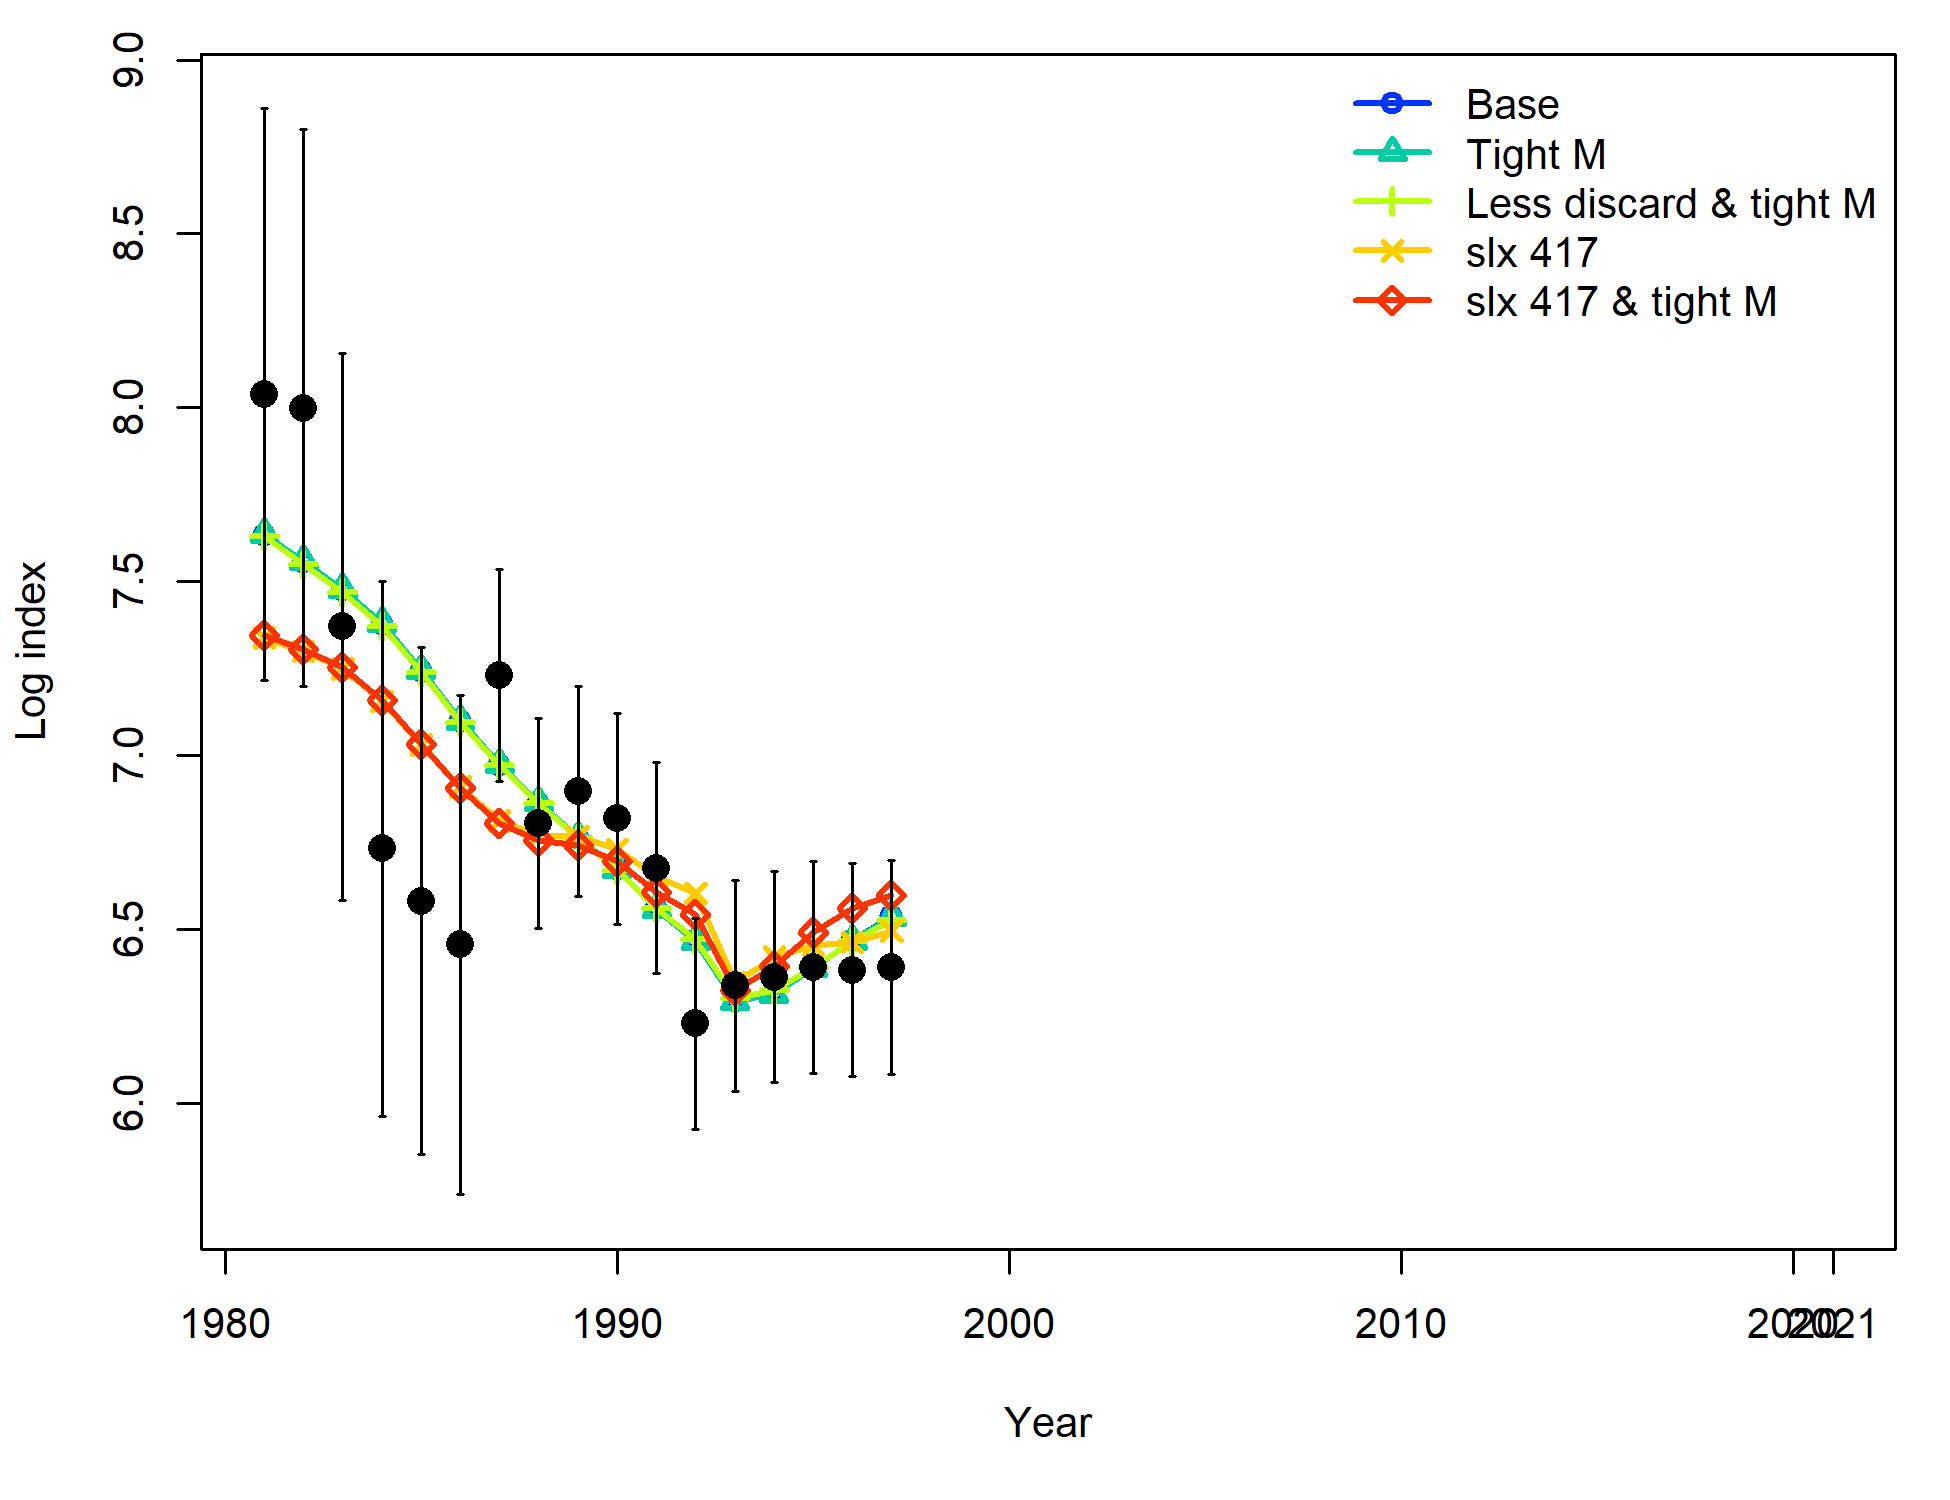 Base
Tight M
Less discard & tight M
slx 417
slx 417 & tight M
9.0
8.5
8.0
7.5
7.0
6.5
6.0
Log index
1980 1990 2000 2010 2020 2021
Year